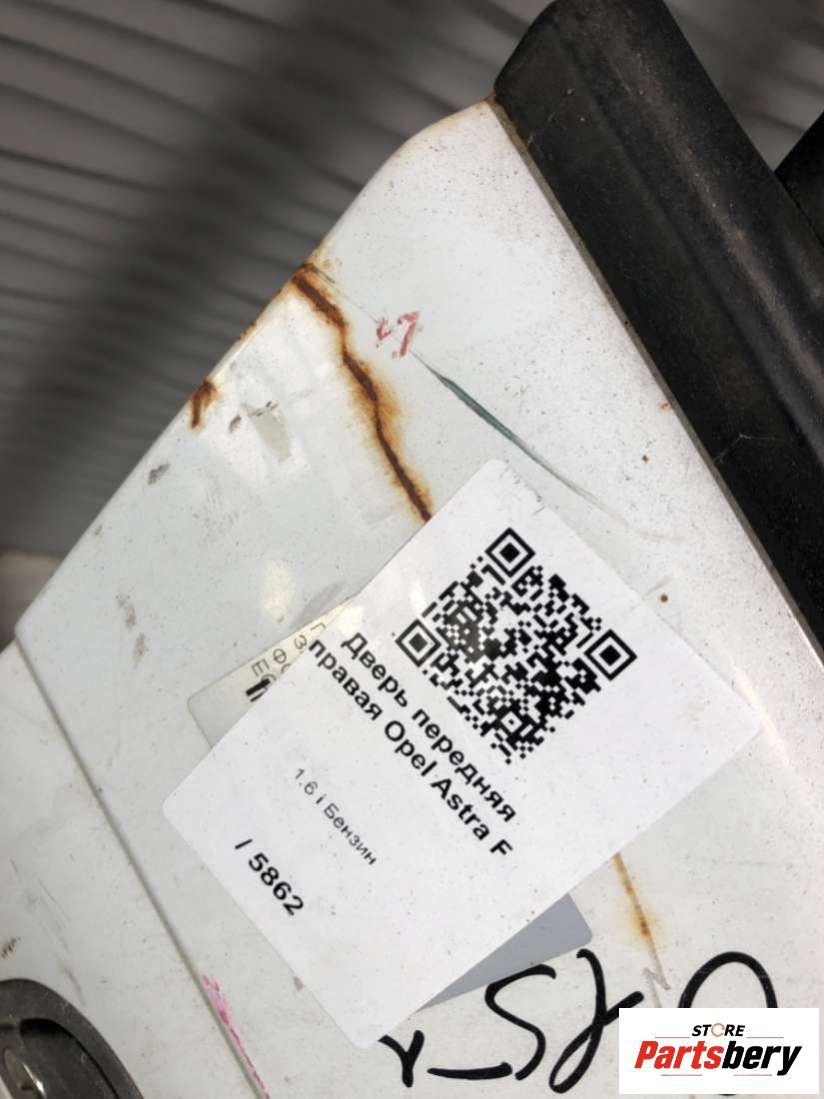 Дверь передняя
правая Opel Astra F
1.6 i Бензин
/ 5862
STORE
Partsbery